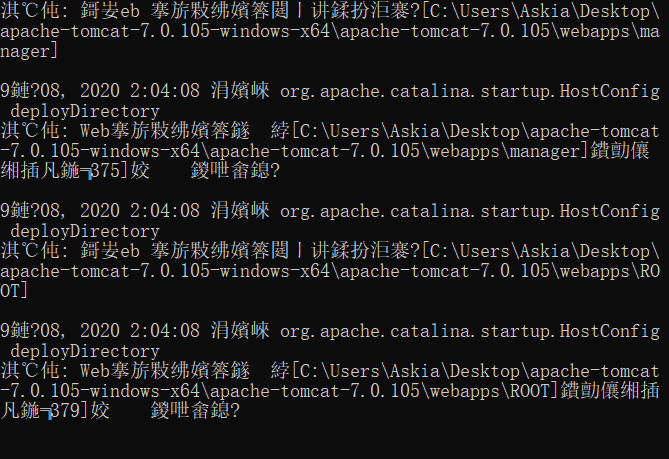 淇℃伅: 鎶妛eb 搴旂敤绋嬪簭閮ㄧ讲鍒扮洰褰?[C:\Users\Askia\Desktop\
apache-tomcat-7.0.105-windows-x64\apache-tomcat-7.0.105\webapps\ma
nager]
9鏈?08, 2020 2:04:08 涓嬪崍 org.apache.catalina.startup.HostConfig
deployDirectory
淇℃伅: Web搴旂敤绋嬪簭鐩 綍[C:\Users\Askia\Desktop\apache-tomcat
-7.0.105-windows-x64\apache-tomcat-7.0.105\webapps\manager]鐨勯儴
缃插凡鍦╗375]姣 鍐呭畬鎴?
9鏈?08, 2020 2:04:08 涓嬪崍 org.apache.catalina.startup.HostConfig
deployDirectory
淇℃伅: 鎶妛eb 搴旂敤绋嬪簭閮ㄧ讲鍒扮洰褰?[C:\Users\Askia\Desktop\
apache-tomcat-7.0.105-windows-x64\apache-tomcat-7.0.105\webapps\RO
OT]
9鏈?08, 2020 2:04:08 涓嬪崍 org.apache.catalina.startup.HostConfig
deployDirectory
淇℃伅: Web搴旂敤绋嬪簭鐩 綍[C:\Users\Askia\Desktop\apache-tomcat
-7.0.105-windows-x64\apache-tomcat-7.0.105\webapps\ROOT]鐨勯儴缃插
凡鍦╗379]姣 鍐呭畬鎴?